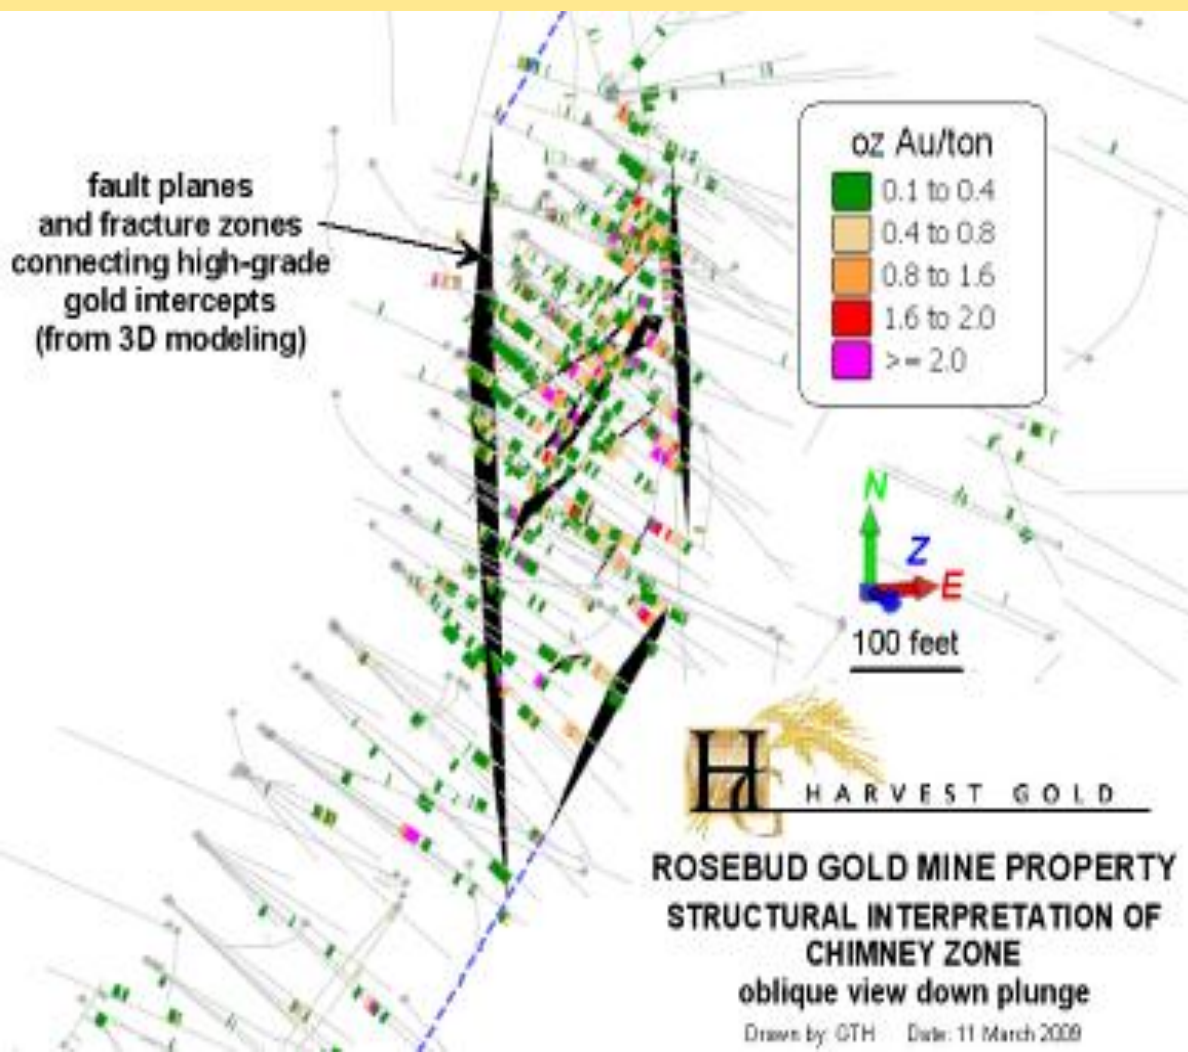 fault planes
and fracture zones
connecting high-grade
gold intercepts
(from 3D modeling)
oz Au/ton
0.1 to 0.4
0.4 to 0.8
0.8 to 1.6
1.6 to 2.0
>= 2.0
N
Z
E
100 feet
HG
HARVEST GOLD
ROSEBUD GOLD MINE PROPERTY
STRUCTURAL INTERPRETATION OF
CHIMNEY ZONE
oblique view down plunge
Drawn by: GTH Date: 11 March 2009